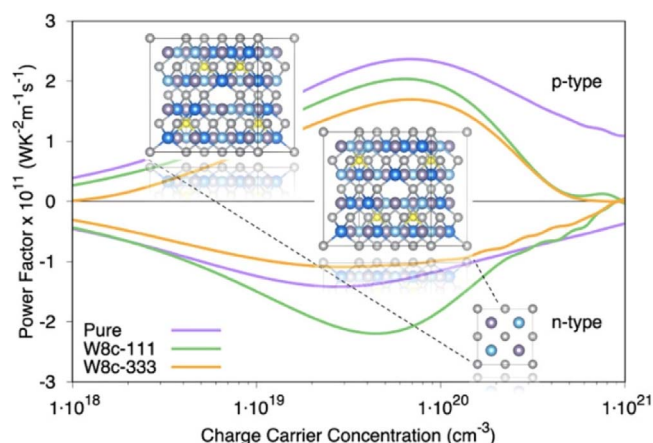 Power Factor x 10¹¹ (WK⁻²m⁻¹s⁻¹)
3
2
1
0
-1
-2
-3
p-type
n-type
Pure
W8c-111
W8c-333
1·10¹⁸
1·10¹⁹
1·10²⁰
1·10²¹
Charge Carrier Concentration (cm⁻³)